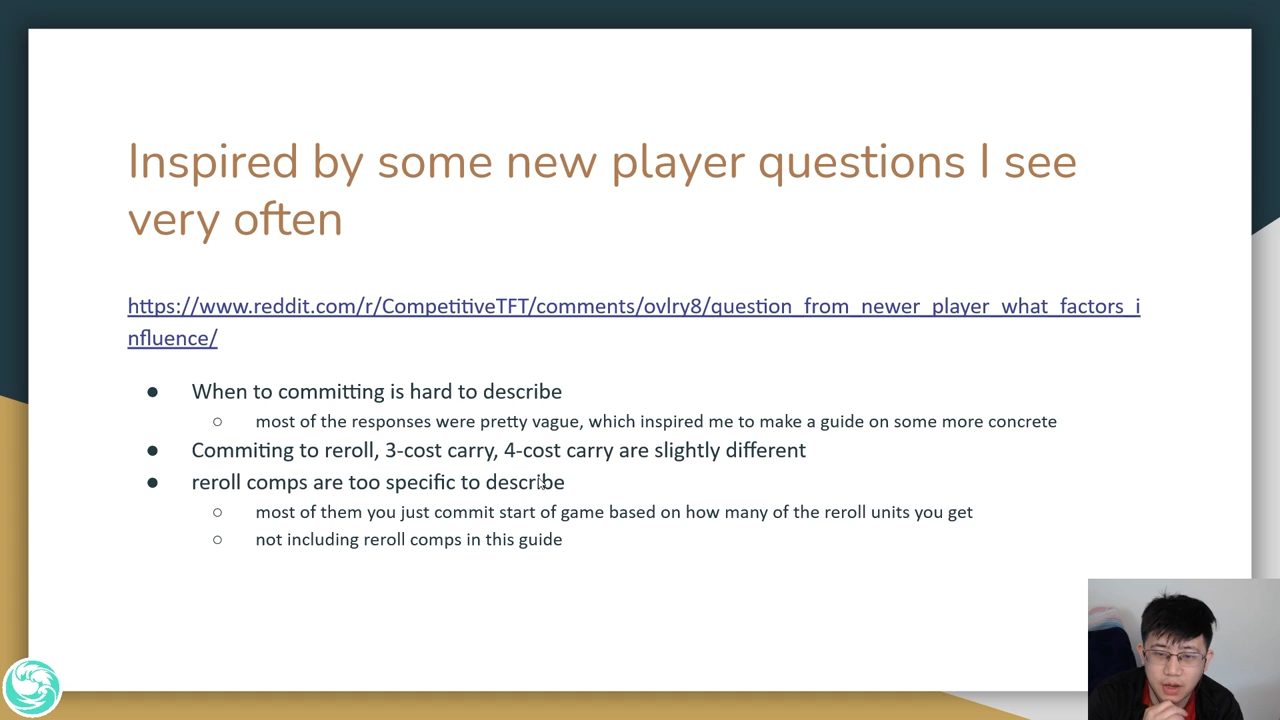 Inspired by some new player questions I see
very often
https://www.reddit.com/r/CompetitiveTFT/comments/ovlry8/question_from_newer_player_what_factors_i
nfluence/
● When to committing is hard to describe
○ most of the responses were pretty vague, which inspired me to make a guide on some more concrete
● Commiting to reroll, 3-cost carry, 4-cost carry are slightly different
● reroll comps are too specific to describe
○ most of them you just commit start of game based on how many of the reroll units you get
○ not including reroll comps in this guide